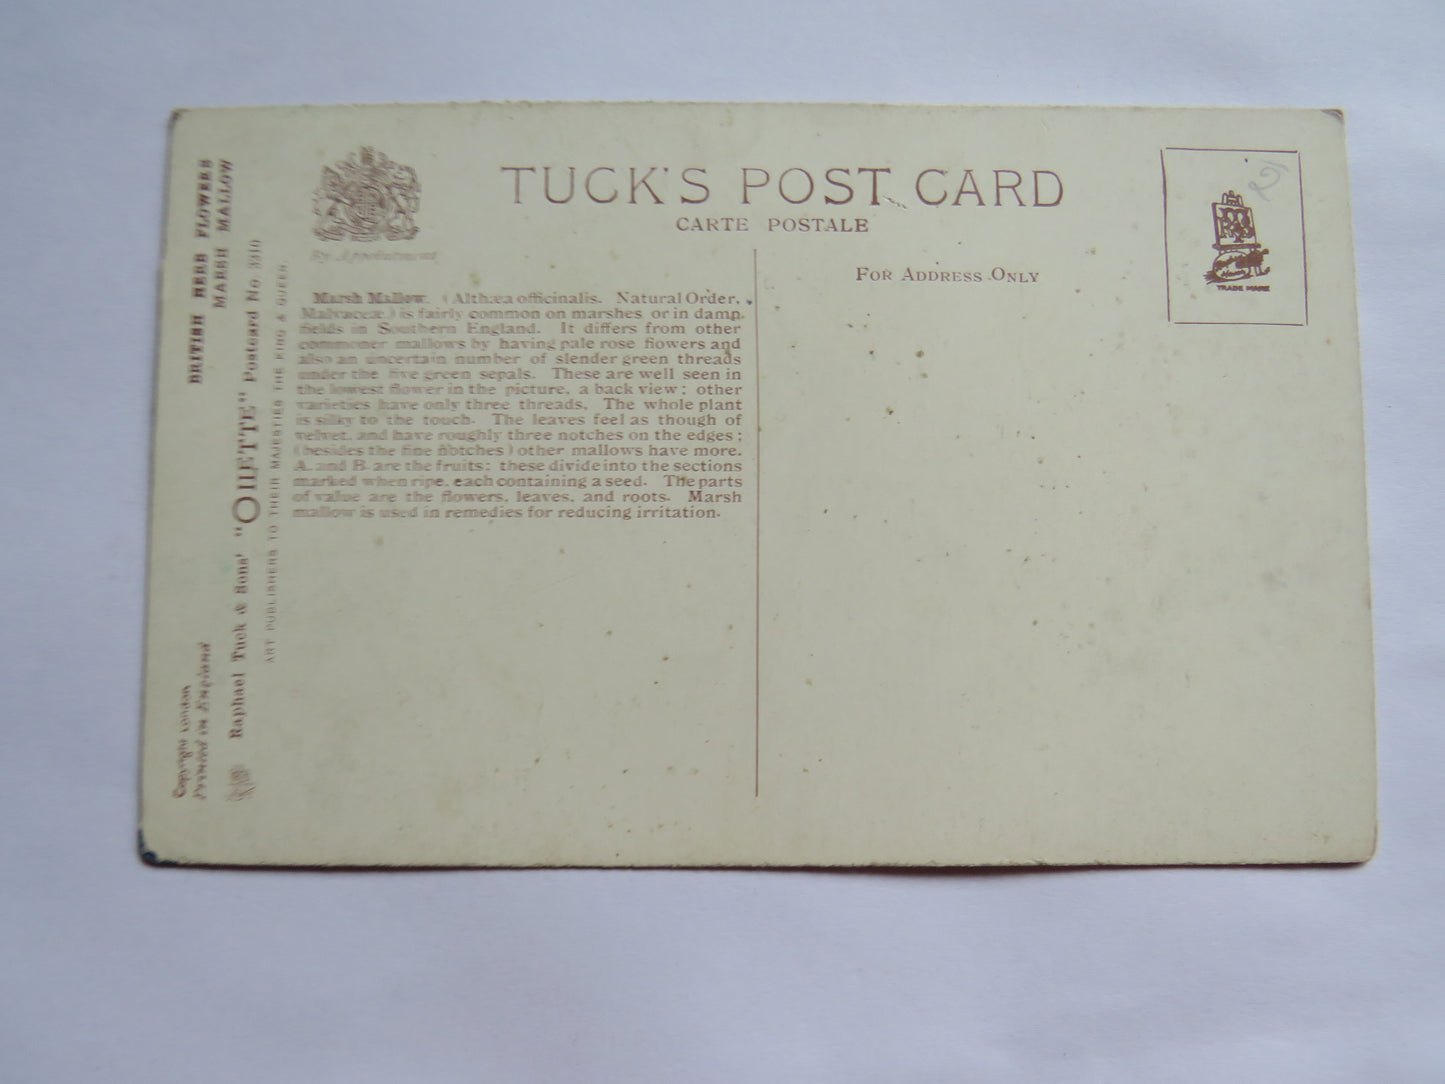 TUCK'S POST CARD
CARTE POSTALE
By Appointment
FOR ADDRESS ONLY
TRADE MARK
BRITISH HERB FLOWERS
MARSH MALLOW
Raphael Tuck & Sons' "OILETTE" Postcard No.
ART PUBLISHERS TO THEIR MAJESTIES THE KING & QUEEN.
Copyright London
Printed in England
Marsh Mallow. (Althæa officinalis. Natural Order,
Malvaceæ.) is fairly common on marshes or in damp
fields in Southern England. It differs from other
commoner mallows by having pale rose flowers and
also an uncertain number of slender green threads
under the five green sepals. These are well seen in
the lowest flower in the picture, a back view; other
varieties have only three threads. The whole plant
is silky to the touch. The leaves feel as though of
velvet, and have roughly three notches on the edges;
(besides the fine notches) other mallows have more.
A. and B. are the fruits; these divide into the sections
marked when ripe, each containing a seed. The parts
of value are the flowers, leaves, and roots. Marsh
mallow is used in remedies for reducing irritation.